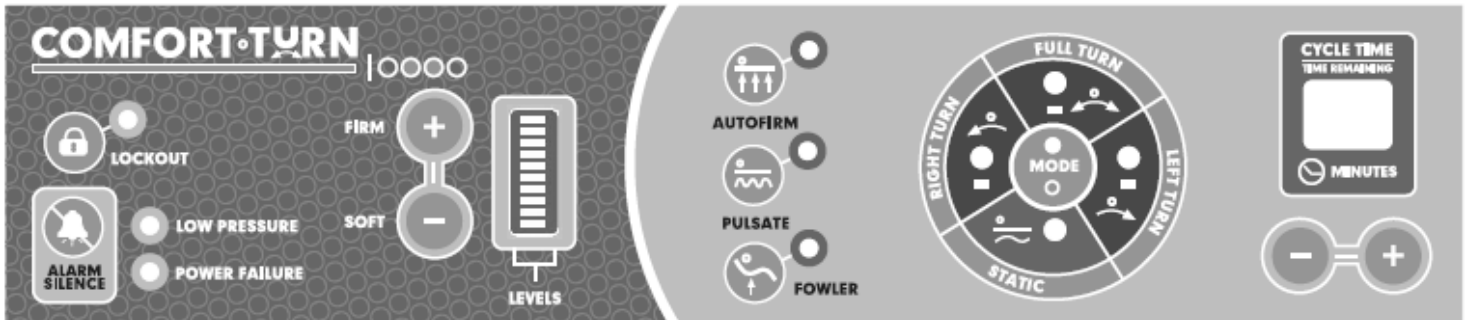 COMFORT•TURN
LOCKOUT
ALARM
SILENCE
LOW PRESSURE
POWER FAILURE
FIRM
+
SOFT
−
LEVELS
AUTOFIRM
PULSATE
FOWLER
FULL TURN
RIGHT TURN
LEFT TURN
STATIC
MODE
CYCLE TIME
TIME REMAINING
MINUTES
− +